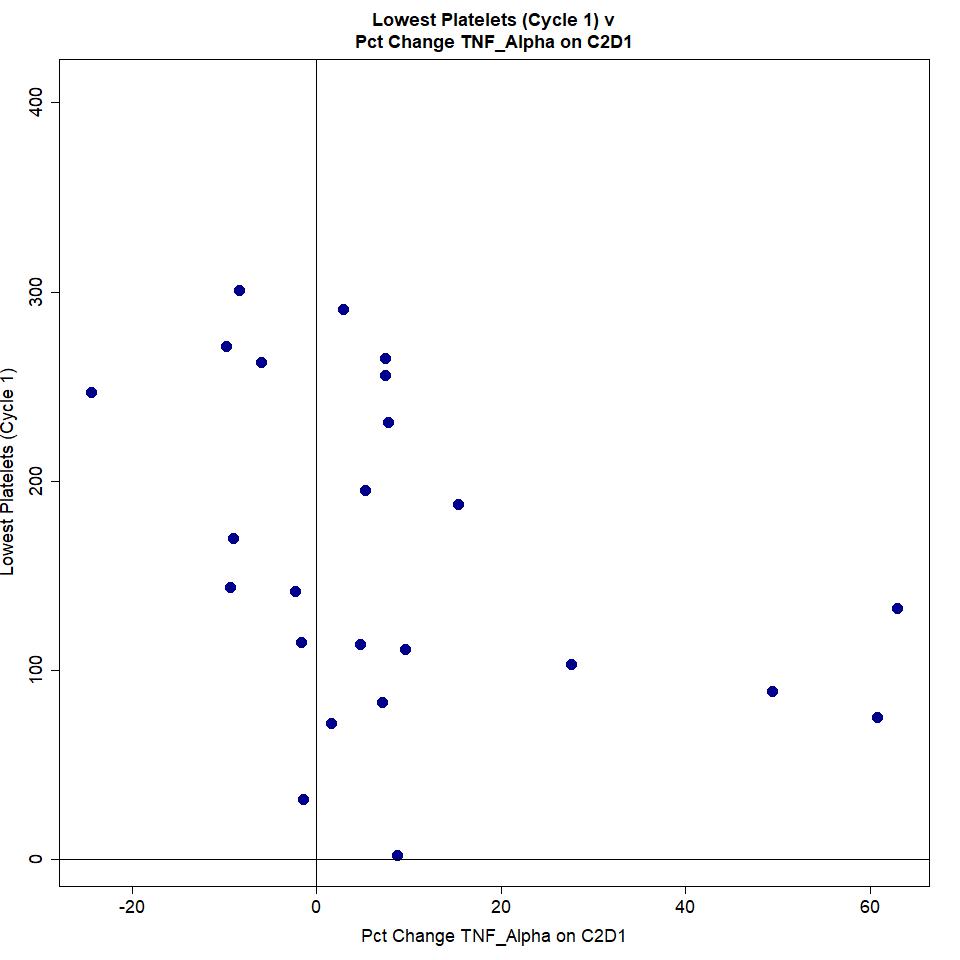 Lowest Platelets (Cycle 1) v
Pct Change TNF_Alpha on C2D1
Lowest Platelets (Cycle 1)
400
300
200
100
0
-20 0 20 40 60
Pct Change TNF_Alpha on C2D1